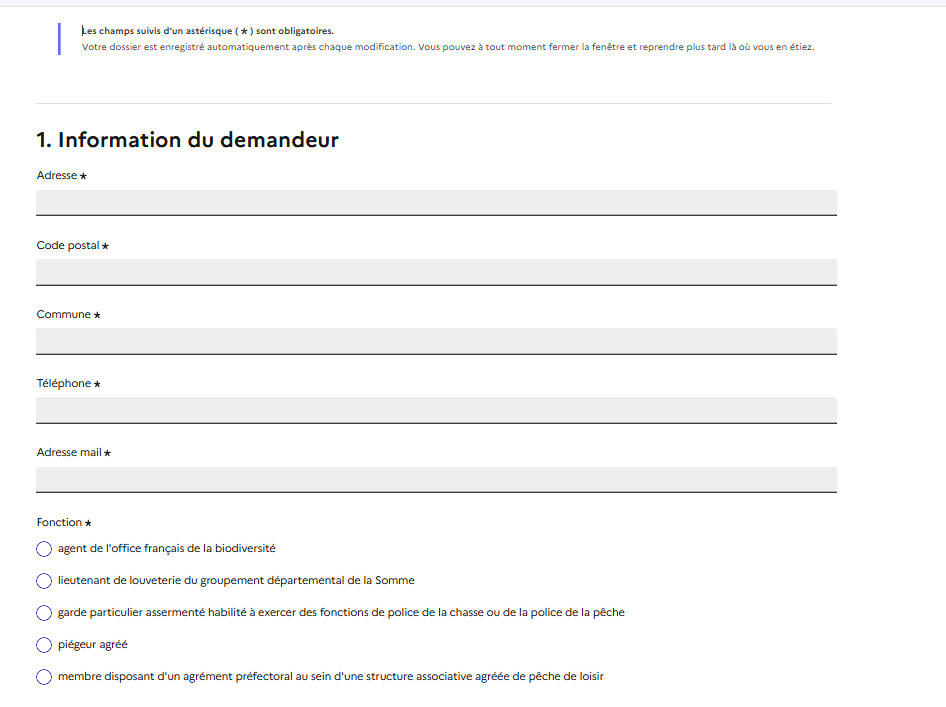 Les champs suivis d'un astérisque ( ★ ) sont obligatoires.
Votre dossier est enregistré automatiquement après chaque modification. Vous pouvez à tout moment fermer la fenêtre et reprendre plus tard là où vous en étiez.
1. Information du demandeur
Adresse ★
Code postal ★
Commune ★
Téléphone ★
Adresse mail ★
Fonction ★
agent de l'office français de la biodiversité
lieutenant de louveterie du groupement départemental de la Somme
garde particulier assermenté habilité à exercer des fonctions de police de la chasse ou de la police de la pêche
piégeur agréé
membre disposant d'un agrément préfectoral au sein d'une structure associative agréée de pêche de loisir